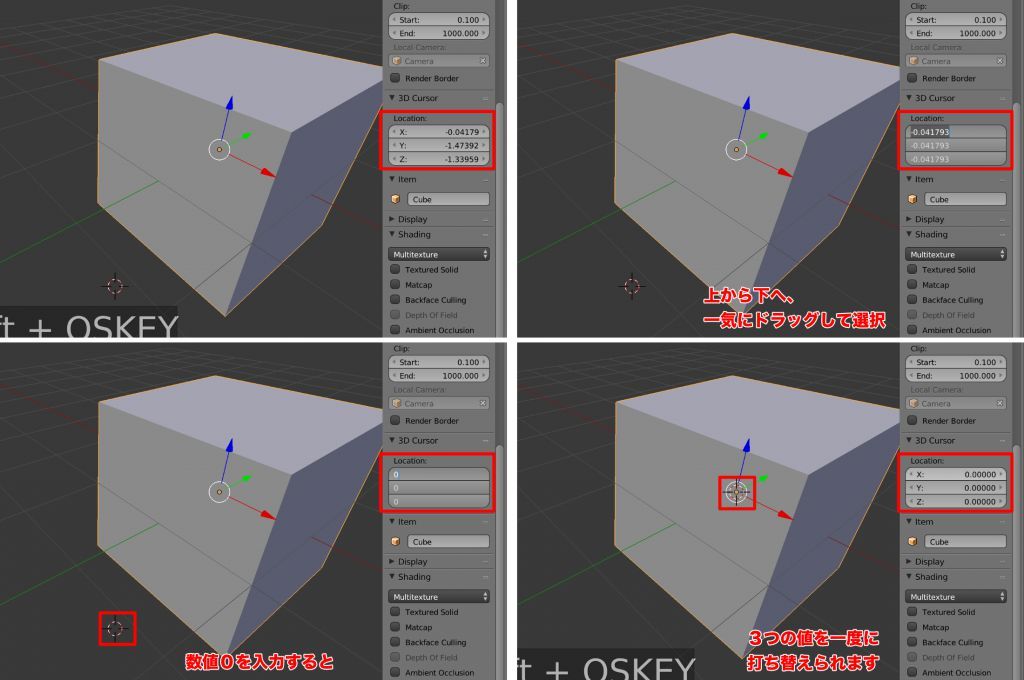 Clip:
Start: 0.100
End: 1000.000
Local Camera:
Camera
Render Border
3D Cursor
Location:
X: -0.04179
Y: -1.47392
Z: -1.33959
Item
Cube
Display
Shading
Multitexture
Textured Solid
Matcap
Backface Culling
Depth Of Field
Ambient Occlusion
ft + OSKEY
Clip:
Start: 0.100
End: 1000.000
Local Camera:
Camera
Render Border
3D Cursor
Location:
-0.041793
-0.041793
-0.041793
Item
Cube
Display
Shading
Multitexture
Textured Solid
Matcap
Backface Culling
Depth Of Field
Ambient Occlusion
上から下へ、
一気にドラッグして選択
Clip:
Start: 0.100
End: 1000.000
Local Camera:
Camera
Render Border
3D Cursor
Location:
0
0
0
Item
Cube
Display
Shading
Multitexture
Textured Solid
Matcap
Backface Culling
Depth Of Field
Ambient Occlusion
数値０を入力すると
Clip:
Start: 0.100
End: 1000.000
Local Camera:
Camera
Render Border
3D Cursor
Location:
X: 0.00000
Y: 0.00000
Z: 0.00000
Item
Cube
Display
Shading
Multitexture
Textured Solid
Matcap
Backface Culling
Depth Of Field
Ambient Occlusion
３つの値を一度に
打ち替えられます
ft + OSKEY